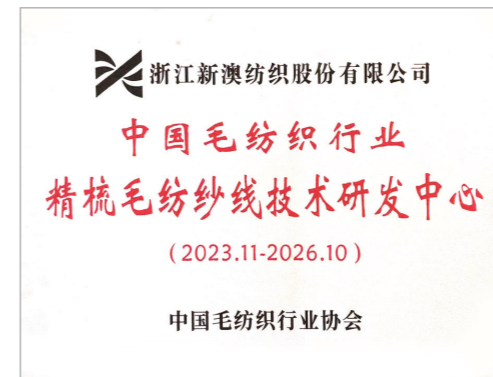 浙江新澳纺织股份有限公司
中国毛纺织行业
精梳毛纺纱线技术研发中心
(2023.11-2026.10)
中国毛纺织行业协会